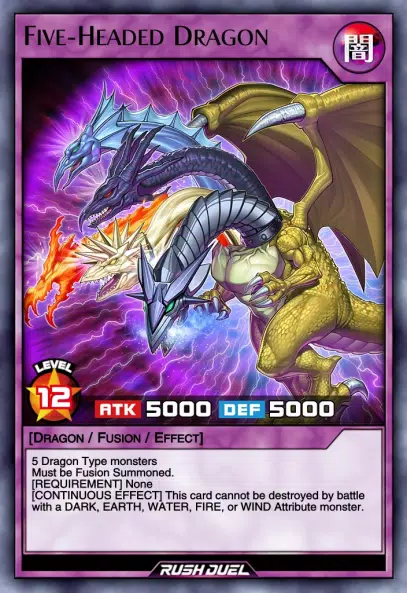 FIVE-HEADED DRAGON
闇
LEVEL
12
ATK 5000 DEF 5000
[DRAGON / FUSION / EFFECT]
5 Dragon Type monsters
Must be Fusion Summoned.
[REQUIREMENT] None
[CONTINUOUS EFFECT] This card cannot be destroyed by battle
with a DARK, EARTH, WATER, FIRE, or WIND Attribute monster.
RUSH DUEL